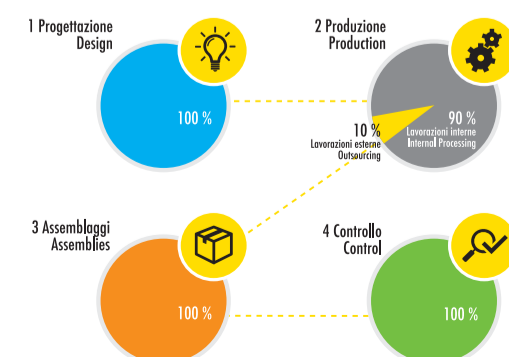 1 Progettazione
Design
100 %
2 Produzione
Production
90 %
Lavorazioni interne
Internal Processing
10 %
Lavorazioni esterne
Outsourcing
3 Assemblaggi
Assemblies
100 %
4 Controllo
Control
100 %